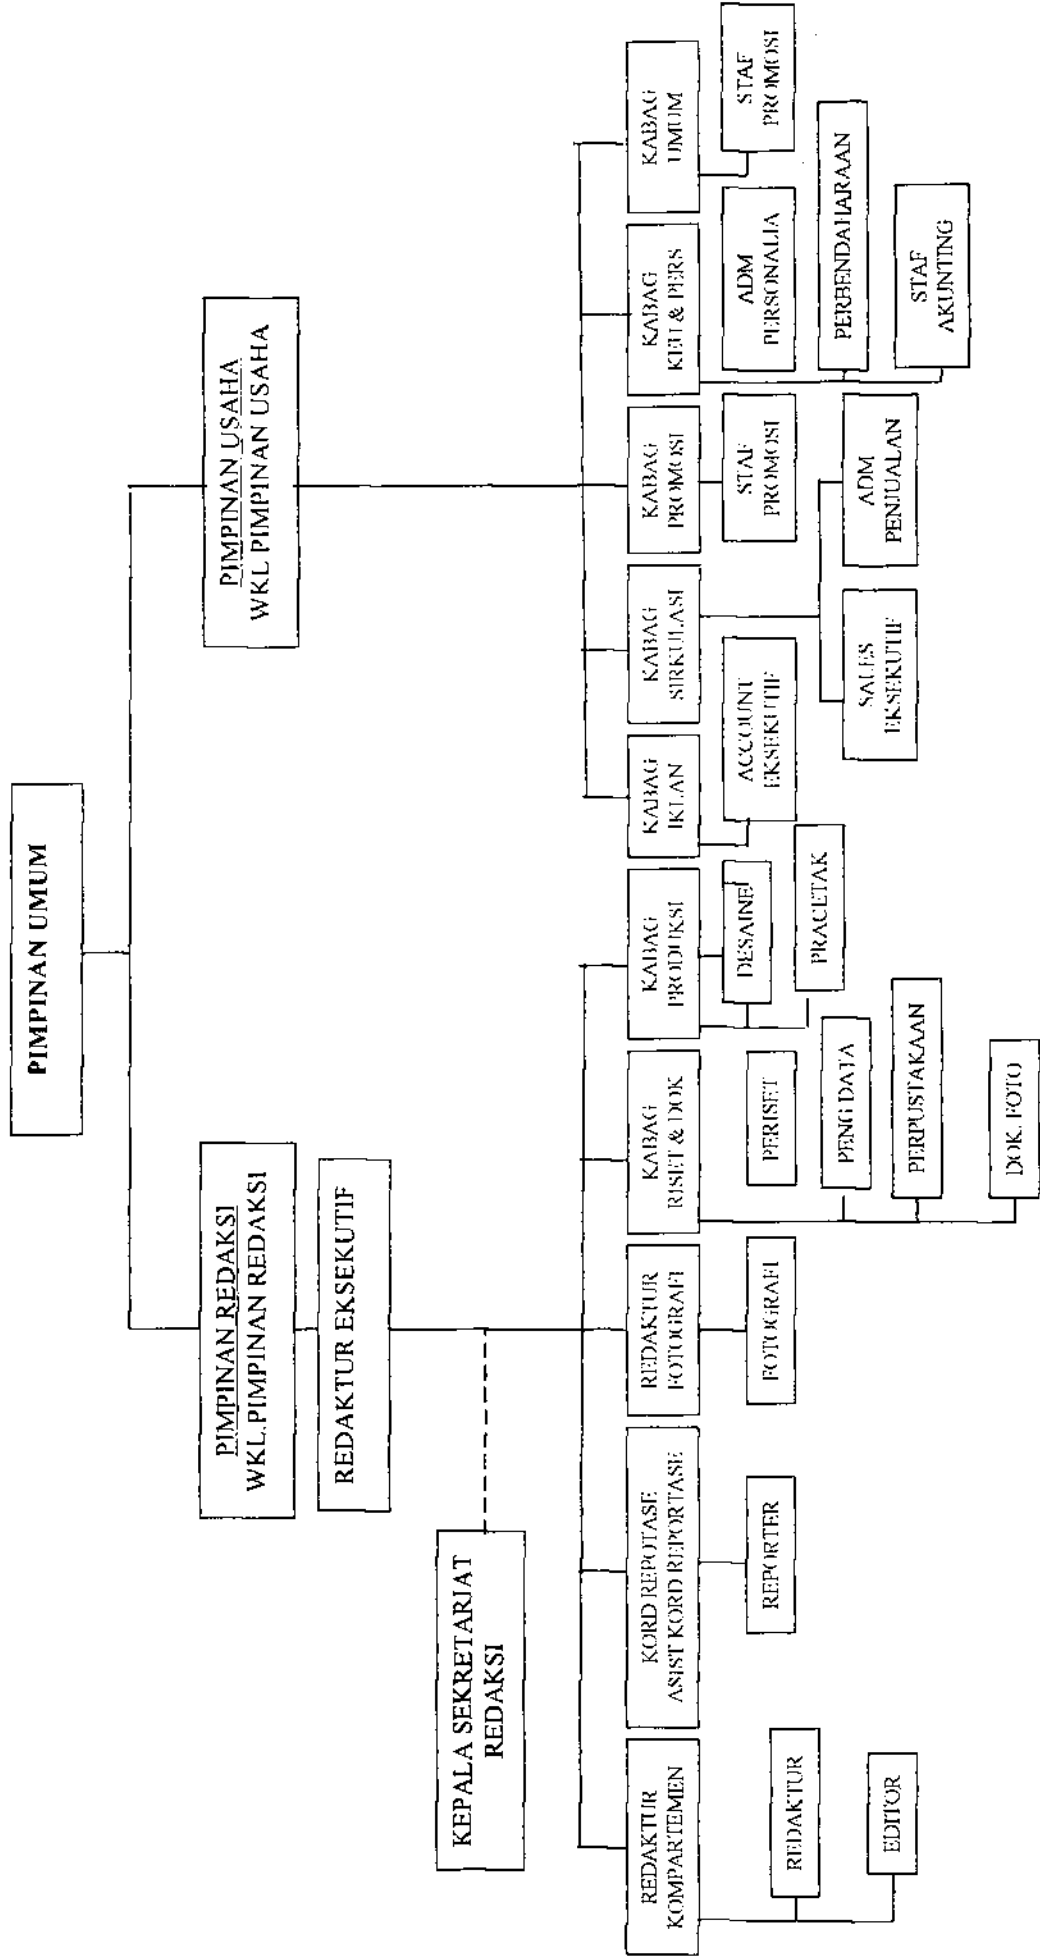 PIMPINAN UMUM
PIMPINAN REDAKSI
WKL.PIMPINAN REDAKSI
PIMPINAN USAHA
WKL PIMPINAN USAHA
REDAKTUR EKSEKUTIF
KEPALA SEKRETARIAT
REDAKSI
REDAKTUR
KOMPARTEMEN
KORD REPOTASE
ASIST KORD REPORTASE
REDAKTUR
FOTOGRAFI
KABAG
RISET & DOK
KABAG
PRODUKSI
KABAG
IKLAN
KABAG
SIRKULASI
KABAG
PROMOSI
KABAG
KEU & PERS
KABAG
UMUM
REDAKTUR
EDITOR
REPORTER
FOTOGRAFI
PERISET
PENG DATA
PERPUSTAKAAN
DOK. FOTO
DESAINE
PRACETAK
ACCOUNT
EKSEKUTIF
SALES
EKSEKUTIF
ADM
PENJUALAN
STAF
PROMOSI
ADM
PERSONALIA
PERBENDAHARAAN
STAF
AKUNTING
STAF
PROMOSI